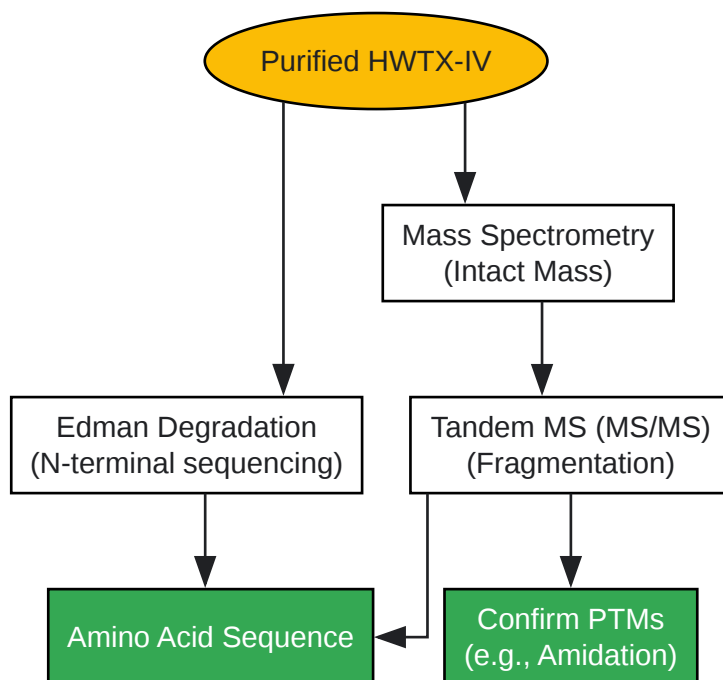 Purified HWTX-IV
Mass Spectrometry
(Intact Mass)
Edman Degradation
(N-terminal sequencing)
Tandem MS (MS/MS)
(Fragmentation)
Amino Acid Sequence
Confirm PTMs
(e.g., Amidation)